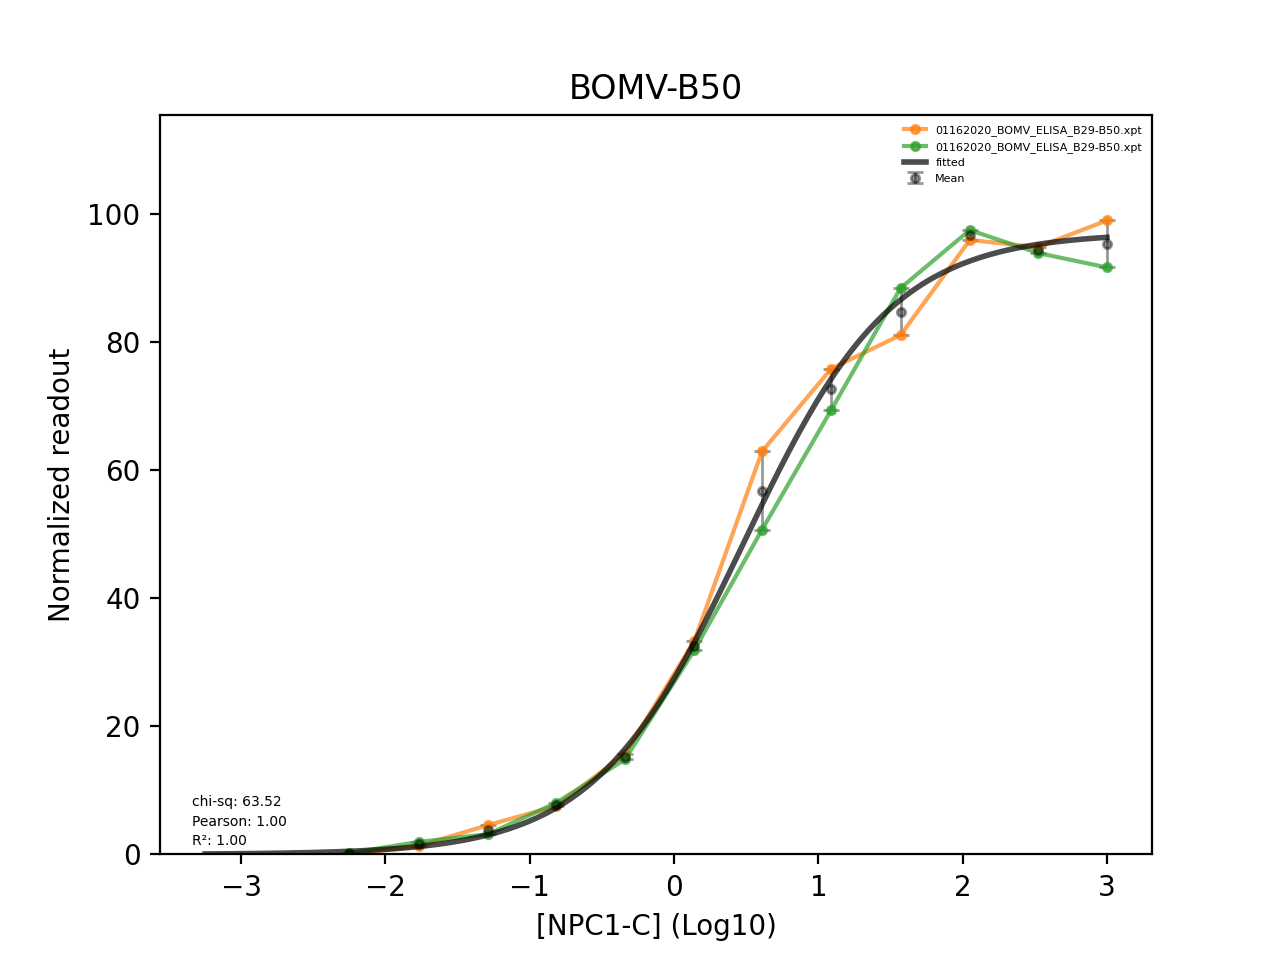 BOMV-B50
01162020_BOMV_ELISA_B29-B50.xpt
01162020_BOMV_ELISA_B29-B50.xpt
fitted
Mean
Normalized readout
100
80
60
40
20
0
chi-sq: 63.52
Pearson: 1.00
R²: 1.00
−3 −2 −1 0 1 2 3
[NPC1-C] (Log10)